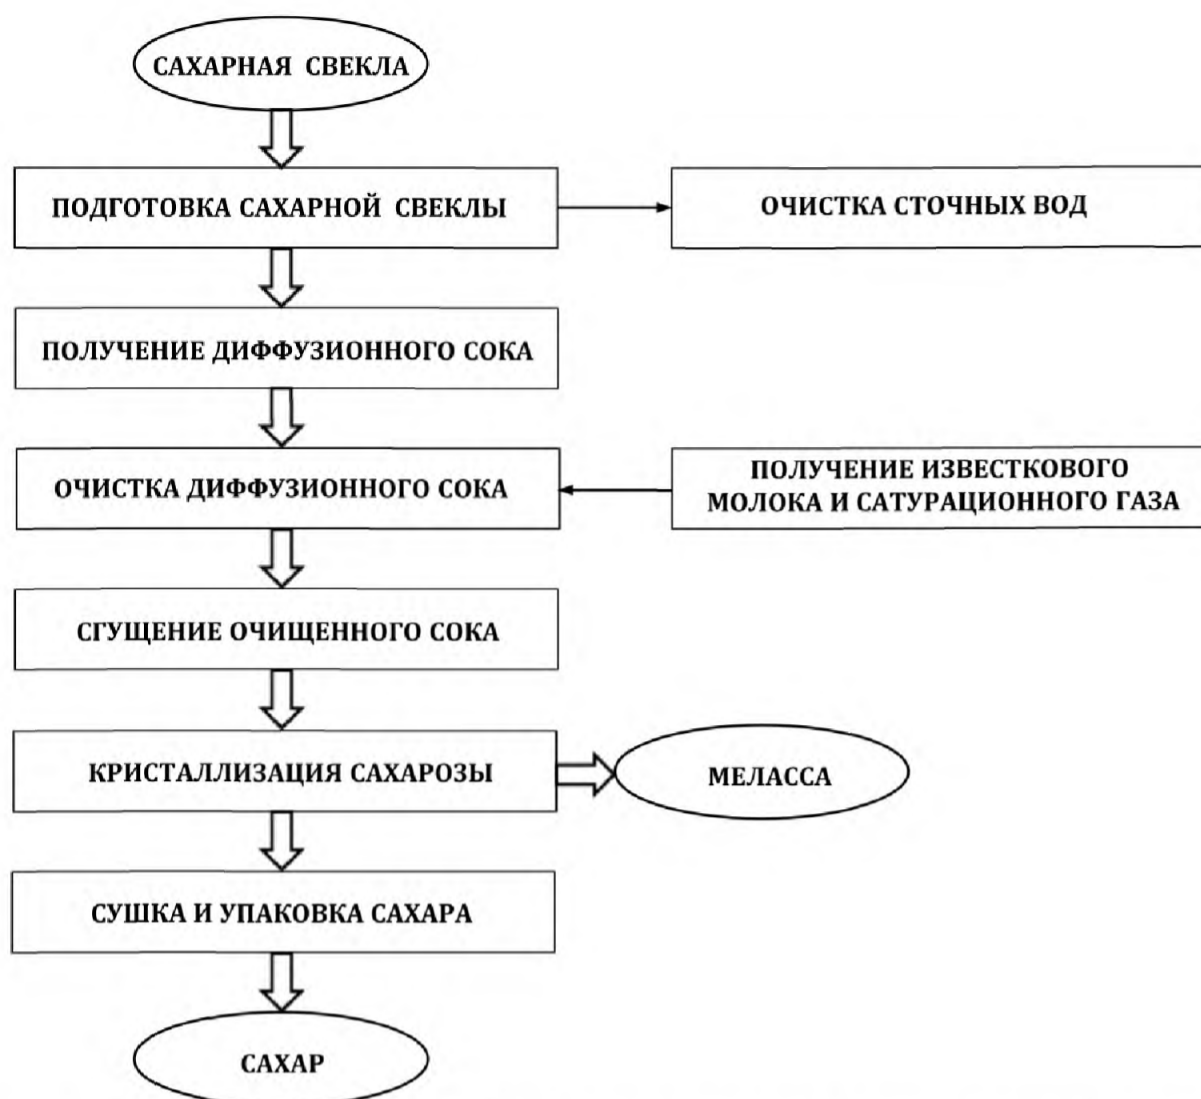 САХАРНАЯ СВЕКЛА
ПОДГОТОВКА САХАРНОЙ СВЕКЛЫ
ОЧИСТКА СТОЧНЫХ ВОД
ПОЛУЧЕНИЕ ДИФФУЗИОННОГО СОКА
ОЧИСТКА ДИФФУЗИОННОГО СОКА
ПОЛУЧЕНИЕ ИЗВЕСТКОВОГО
МОЛОКА И САТУРАЦИОННОГО ГАЗА
СГУЩЕНИЕ ОЧИЩЕННОГО СОКА
КРИСТАЛЛИЗАЦИЯ САХАРОЗЫ
МЕЛАССА
СУШКА И УПАКОВКА САХАРА
САХАР